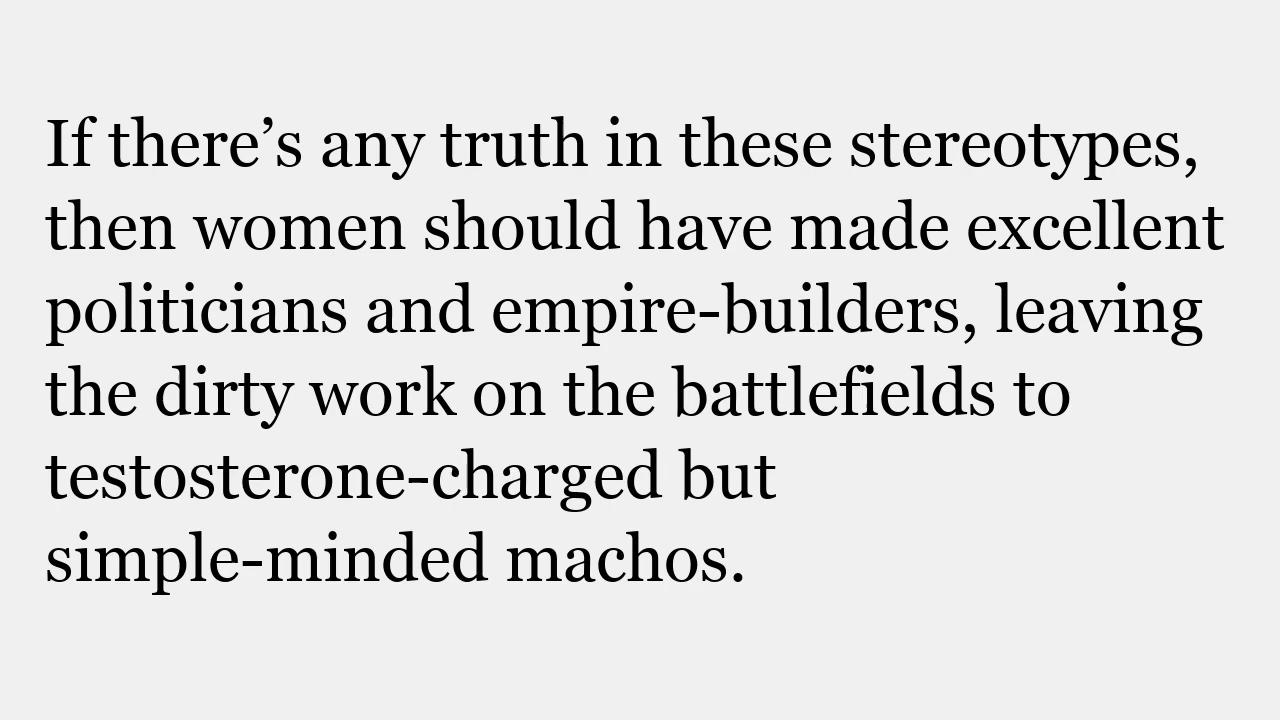 If there’s any truth in these stereotypes,
then women should have made excellent
politicians and empire-builders, leaving
the dirty work on the battlefields to
testosterone-charged but
simple-minded machos.